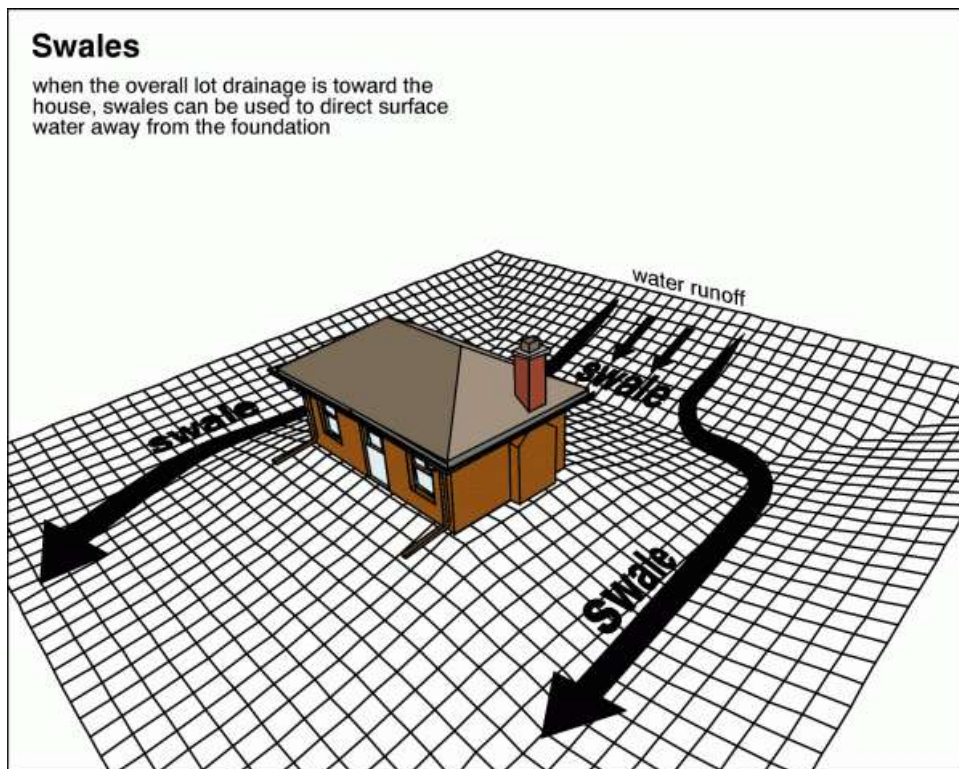 Swales
when the overall lot drainage is toward the
house, swales can be used to direct surface
water away from the foundation
water runoff
swale
swale
swale